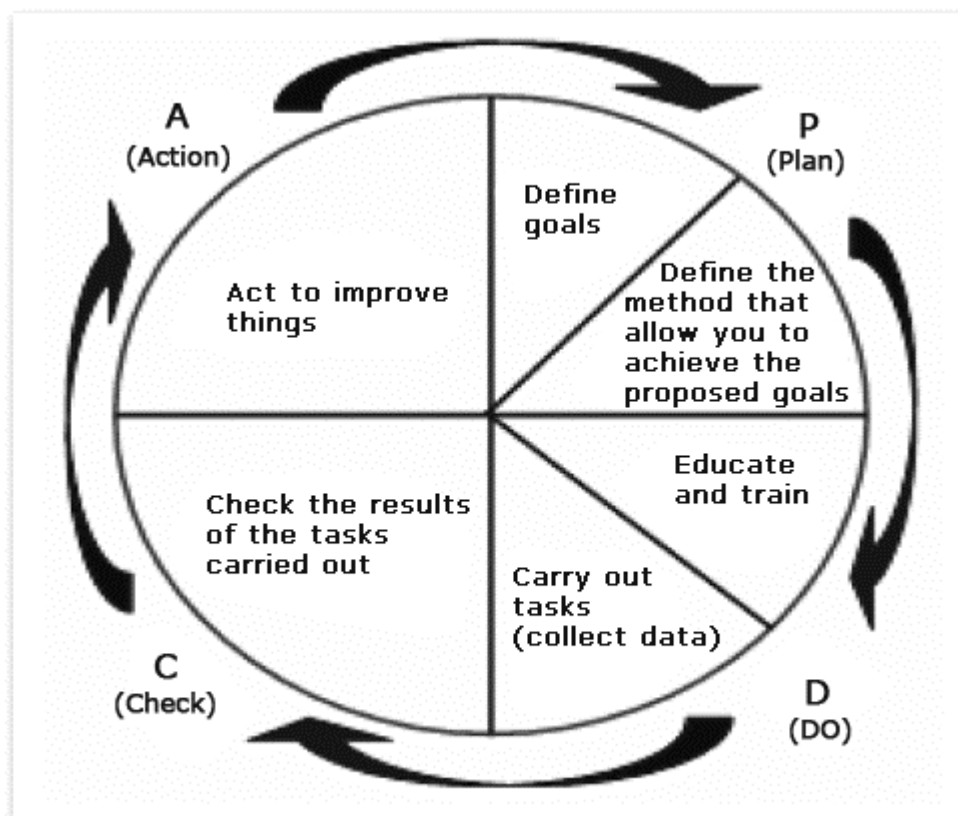 A
(Action)
P
(Plan)
Define
goals
Define the
method that
allow you to
achieve the
proposed goals
Act to improve
things
Educate
and train
Check the results
of the tasks
carried out
Carry out
tasks
(collect data)
C
(Check)
D
(DO)